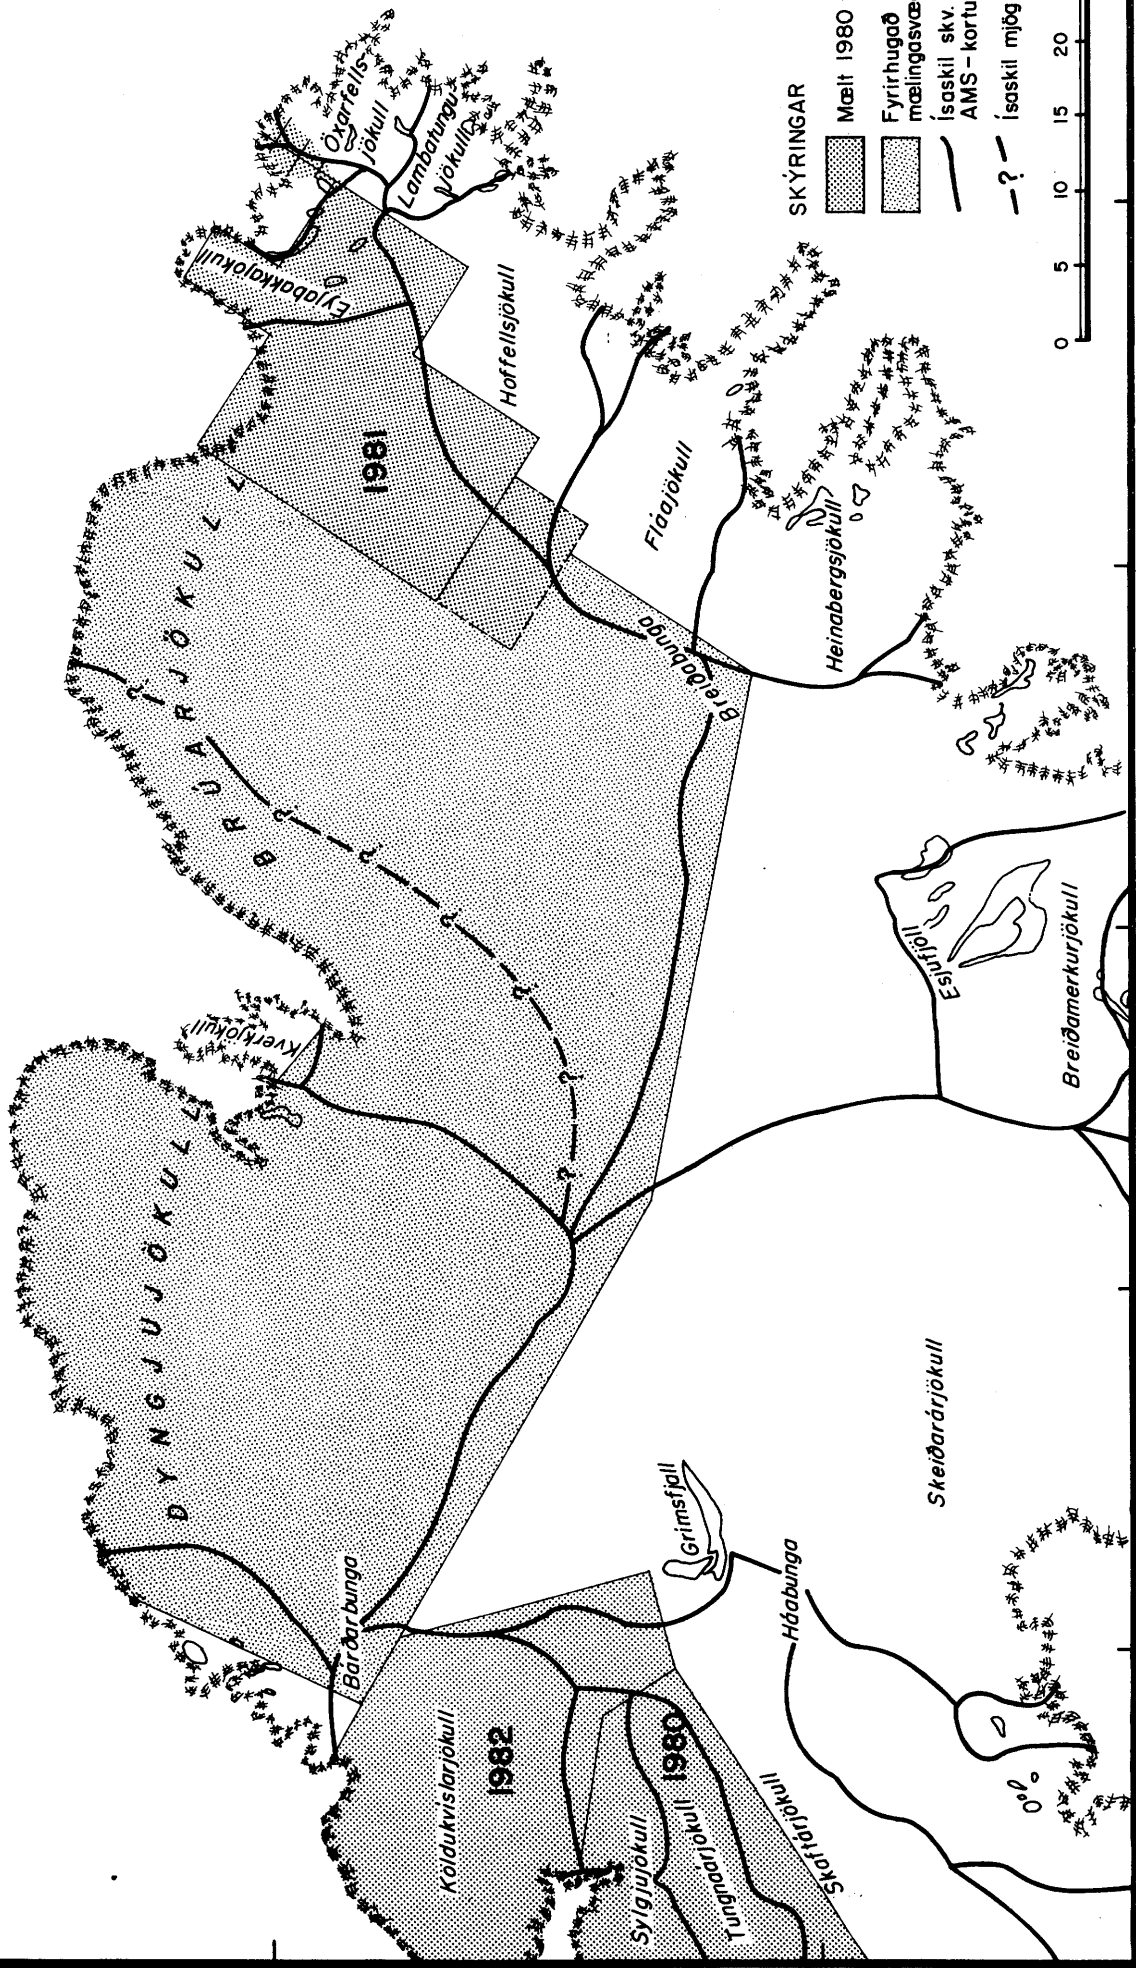 DYNGJUJÖKULL
BRÚARJÖKULL
Kverkjökull
Eyjabakkajökull
Öxarfells-
jökull
Lambatungu-
jökull
Hoffellsjökull
1981
Fláajökull
Heinabergsjökull
Breiðabunga
Bárðarbunga
Köldukvíslarjökull
1982
1980
Sylgjujökull
Tungnaárjökull
Skaftárjökull
Grímsfjall
Háabunga
Skeiðarárjökull
Esjufjöll
Breiðamerkurjökull
SKÝRINGAR
Mælt 1980
Fyrirhugað
mælingasvæ
Ísaskil skv.
AMS-kortu
Ísaskil mjög
0 5 10 15 20
? ? ? ? ? ? ? ?